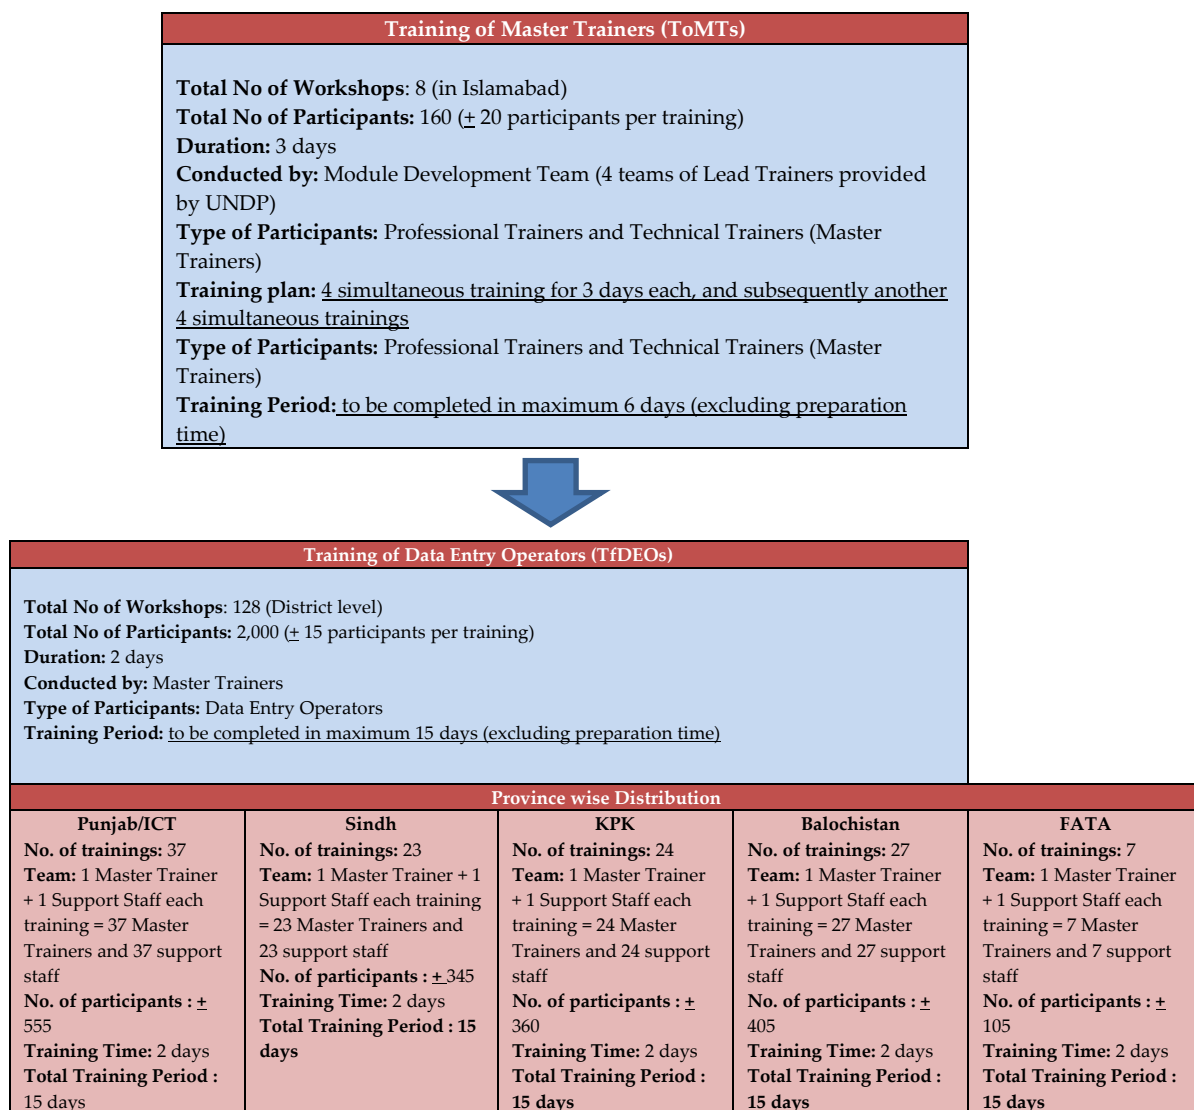 Training of Master Trainers (ToMTs)
Total No of Workshops: 8 (in Islamabad)
Total No of Participants: 160 (+ 20 participants per training)
Duration: 3 days
Conducted by: Module Development Team (4 teams of Lead Trainers provided
by UNDP)
Type of Participants: Professional Trainers and Technical Trainers (Master
Trainers)
Training plan: 4 simultaneous training for 3 days each, and subsequently another
4 simultaneous trainings
Type of Participants: Professional Trainers and Technical Trainers (Master
Trainers)
Training Period: to be completed in maximum 6 days (excluding preparation
time)
Training of Data Entry Operators (TfDEOs)
Total No of Workshops: 128 (District level)
Total No of Participants: 2,000 (+ 15 participants per training)
Duration: 2 days
Conducted by: Master Trainers
Type of Participants: Data Entry Operators
Training Period: to be completed in maximum 15 days (excluding preparation time)
Province wise Distribution
Punjab/ICT
No. of trainings: 37
Team: 1 Master Trainer
+ 1 Support Staff each
training = 37 Master
Trainers and 37 support
staff
No. of participants : +
555
Training Time: 2 days
Total Training Period :
15 days
Sindh
No. of trainings: 23
Team: 1 Master Trainer + 1
Support Staff each training
= 23 Master Trainers and
23 support staff
No. of participants : + 345
Training Time: 2 days
Total Training Period : 15
days
KPK
No. of trainings: 24
Team: 1 Master Trainer
+ 1 Support Staff each
training = 24 Master
Trainers and 24 support
staff
No. of participants : +
360
Training Time: 2 days
Total Training Period :
15 days
Balochistan
No. of trainings: 27
Team: 1 Master Trainer
+ 1 Support Staff each
training = 27 Master
Trainers and 27 support
staff
No. of participants : +
405
Training Time: 2 days
Total Training Period :
15 days
FATA
No. of trainings: 7
Team: 1 Master Trainer
+ 1 Support Staff each
training = 7 Master
Trainers and 7 support
staff
No. of participants : +
105
Training Time: 2 days
Total Training Period :
15 days